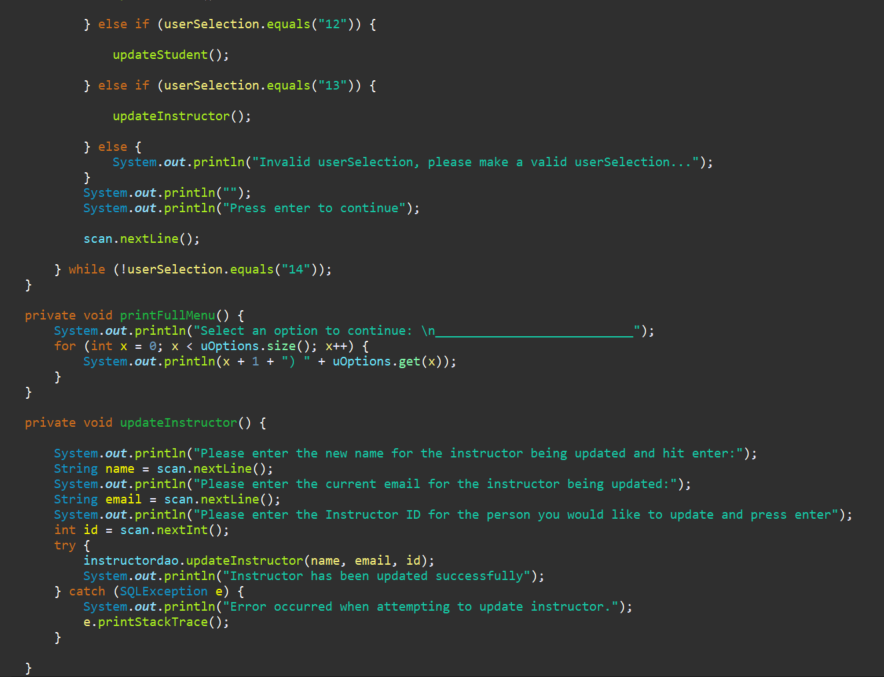 } else if (userSelection.equals("12")) {
updateStudent();
} else if (userSelection.equals("13")) {
updateInstructor();
} else {
System.out.println("Invalid userSelection, please make a valid userSelection...");
}
System.out.println("");
System.out.println("Press enter to continue");
scan.nextLine();
} while (!userSelection.equals("14"));
}
private void printFullMenu() {
System.out.println("Select an option to continue: \n___________________________");
for (int x = 0; x < uOptions.size(); x++) {
System.out.println(x + 1 + ") " + uOptions.get(x));
}
}
private void updateInstructor() {
System.out.println("Please enter the new name for the instructor being updated and hit enter:");
String name = scan.nextLine();
System.out.println("Please enter the current email for the instructor being updated:");
String email = scan.nextLine();
System.out.println("Please enter the Instructor ID for the person you would like to update and press enter");
int id = scan.nextInt();
try {
instructordao.updateInstructor(name, email, id);
System.out.println("Instructor has been updated successfully");
} catch (SQLException e) {
System.out.println("Error occurred when attempting to update instructor.");
e.printStackTrace();
}
}